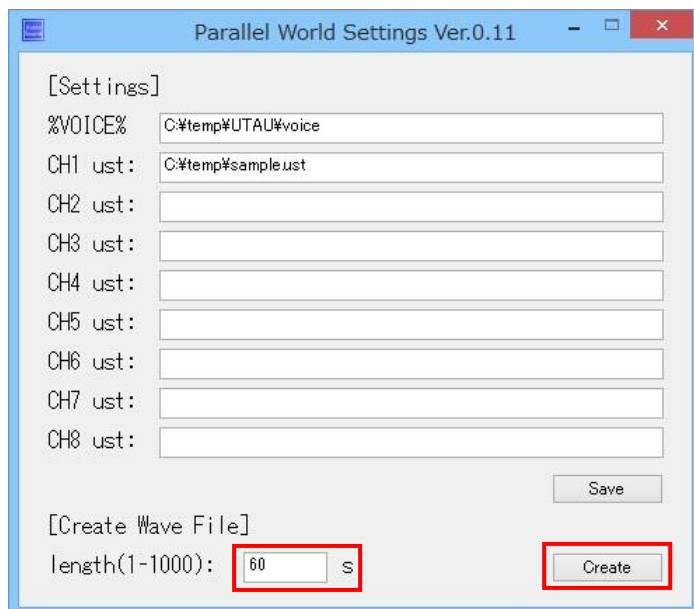 Parallel World Settings Ver.0.11
[Settings]
%VOICE% C:¥temp¥UTAU¥voice
CH1 ust: C:¥temp¥sample.ust
CH2 ust:
CH3 ust:
CH4 ust:
CH5 ust:
CH6 ust:
CH7 ust:
CH8 ust:
Save
[Create Wave File]
length(1-1000): 60 s Create